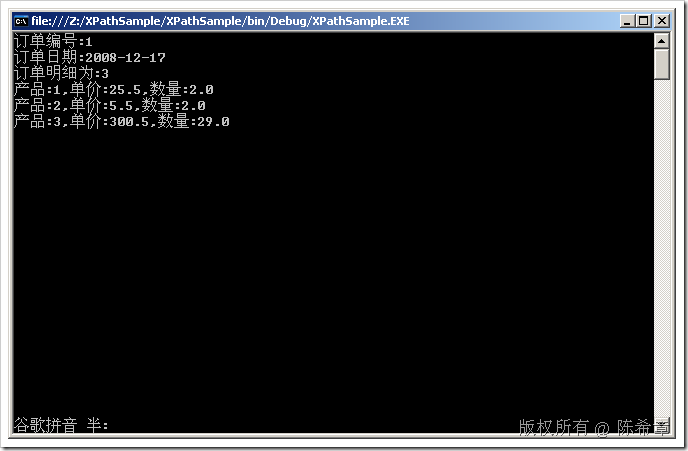 file:///Z:/XPathSample/XPathSample/bin/Debug/XPathSample.EXE
订单编号:1
订单日期:2008-12-17
订单明细为:3
产品:1,单价:25.5,数量:2.0
产品:2,单价:5.5,数量:2.0
产品:3,单价:300.5,数量:29.0
谷歌拼音 半:
版权所有 @ 陈希章